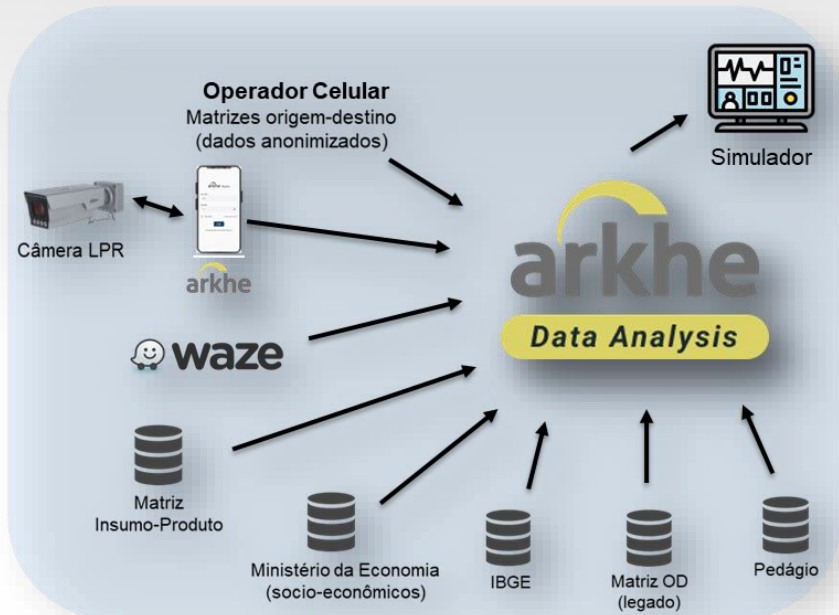 Operador Celular
Matrizes origem-destino
(dados anonimizados)
Simulador
Câmera LPR
arkhe
arkhe
Data Analysis
waze
Matriz
Insumo-Produto
Ministério da Economia
(socio-econômicos)
IBGE
Matriz OD
(legado)
Pedágio